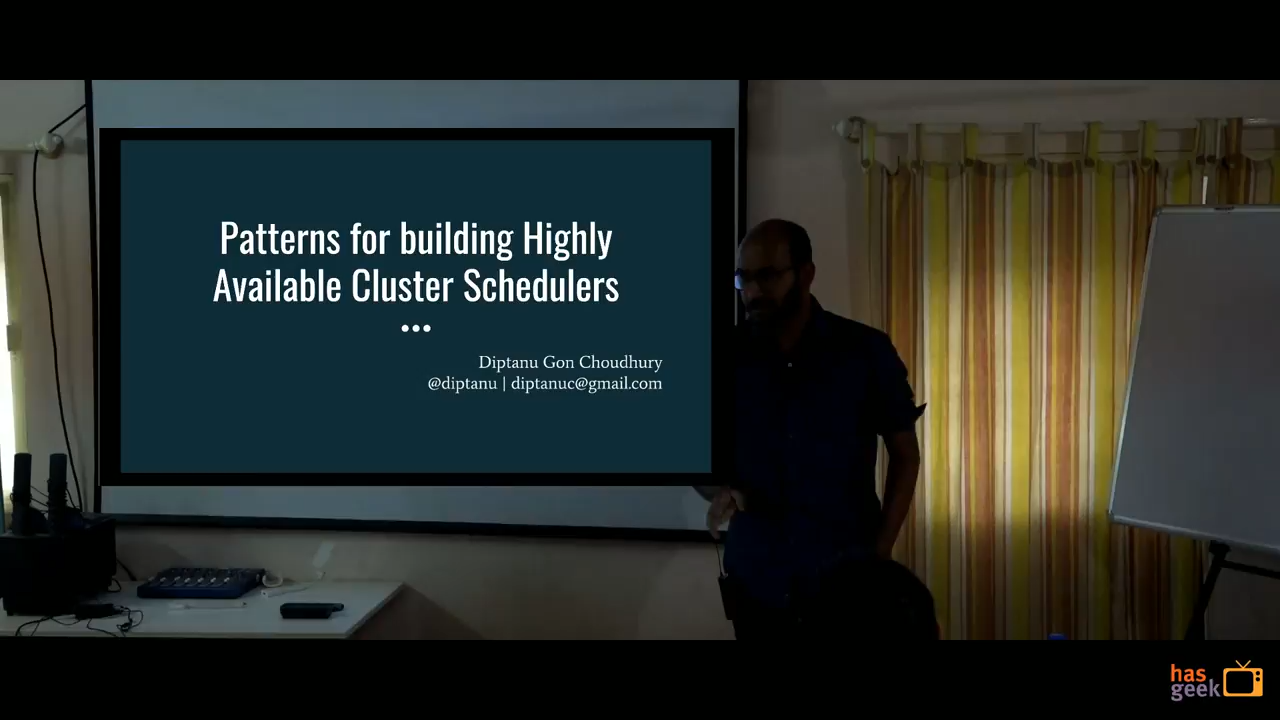 Patterns for building Highly
Available Cluster Schedulers
Diptanu Gon Choudhury
@diptanu | diptanuc@gmail.com
has
geek